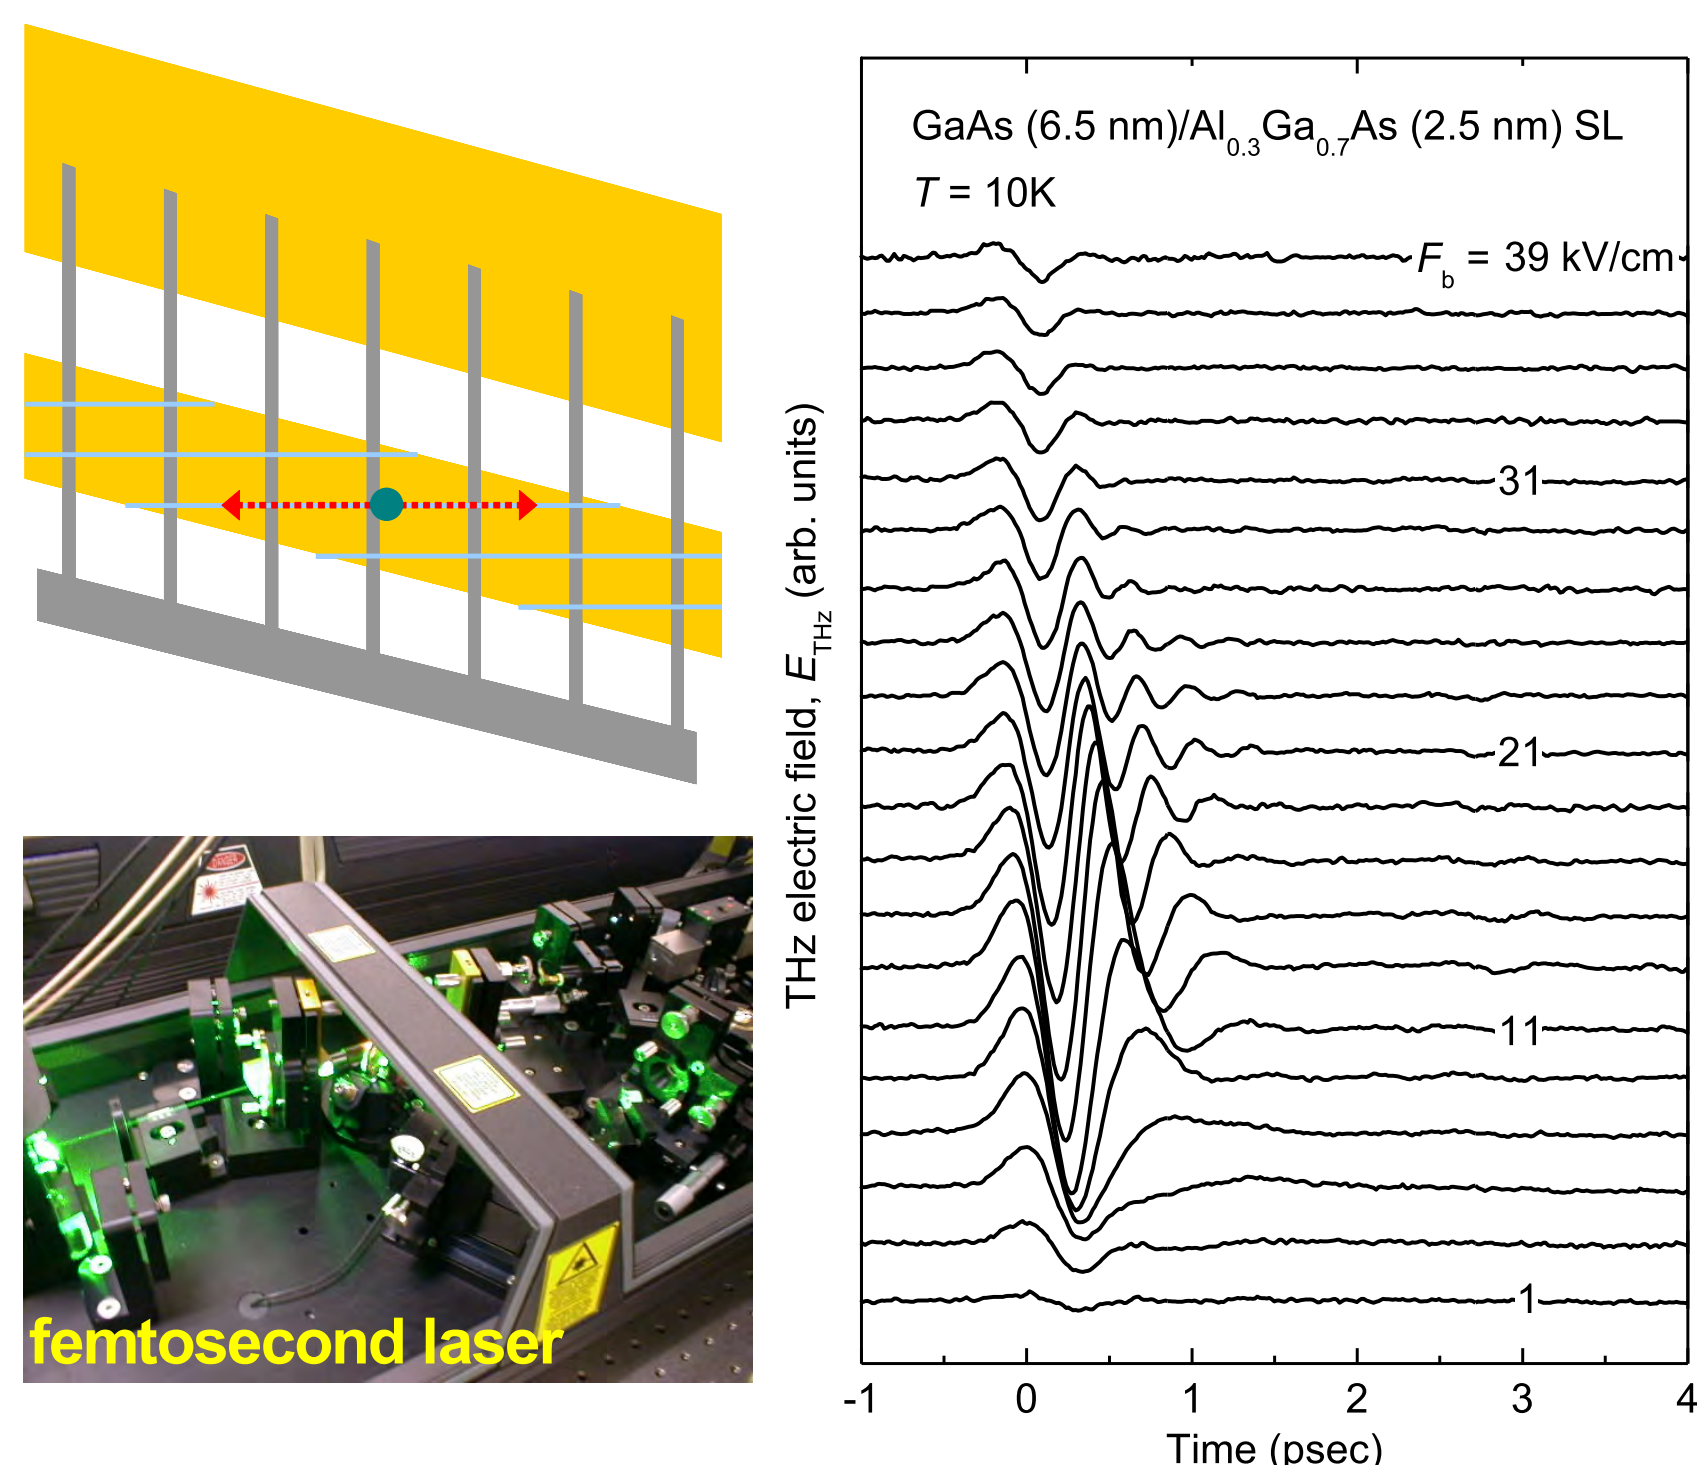 GaAs (6.5 nm)/Al0.3Ga0.7As (2.5 nm) SL
T = 10K
Fb = 39 kV/cm
31
21
11
1
THz electric field, ETHz (arb. units)
-1 0 1 2 3 4
Time (psec)
DANGER
femtosecond laser